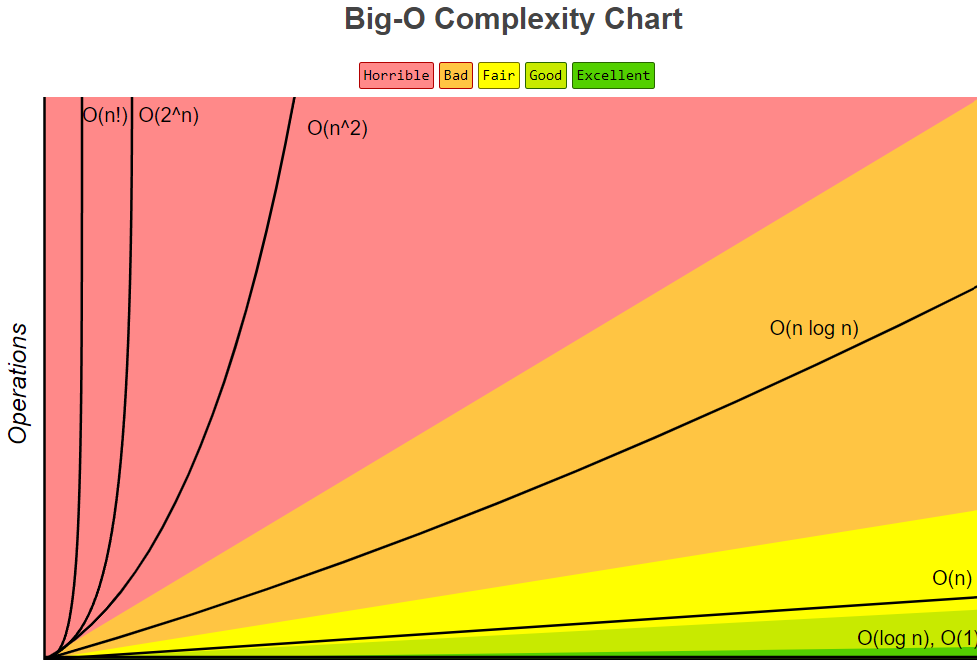 Big-O Complexity Chart
Horrible Bad Fair Good Excellent
O(n!) O(2^n)
O(n^2)
O(n log n)
Operations
O(n)
O(log n), O(1)